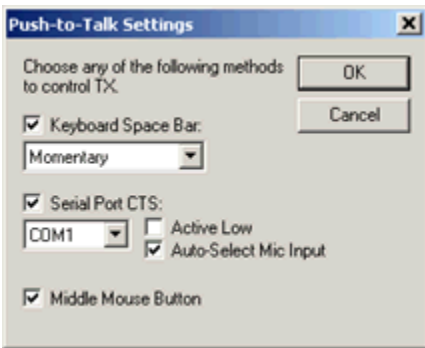 Push-to-Talk Settings
Choose any of the following methods
to control TX.
OK
Cancel
Keyboard Space Bar:
Momentary
Serial Port CTS:
COM1
Active Low
Auto-Select Mic Input
Middle Mouse Button